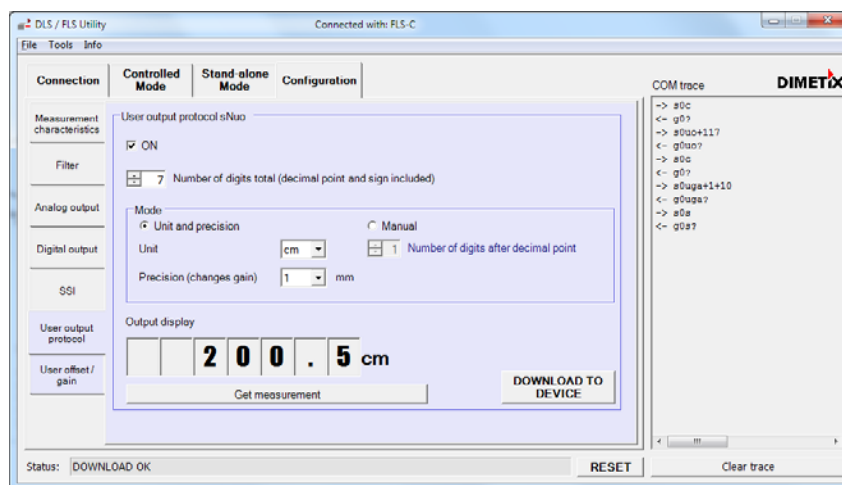 DLS / FLS Utility
Connected with: FLS-C
File Tools Info
Connection
Controlled
Mode
Stand-alone
Mode
Configuration
Measurement
characteristics
Filter
Analog output
Digital output
SSI
User output
protocol
User offset /
gain
User output protocol sNuo
ON
7 Number of digits total (decimal point and sign included)
Mode
Unit and precision
Manual
Unit
cm
1 Number of digits after decimal point
Precision (changes gain)
1
mm
Output display
200.5 cm
Get measurement
DOWNLOAD TO
DEVICE
COM trace
DIMETIX
-> s0c
<- g0?
-> s0uo+117
<- g0uo?
-> s0c
<- g0?
-> s0uga+1+10
<- g0uga?
-> s0s
<- g0s?
Status: DOWNLOAD OK
RESET
Clear trace